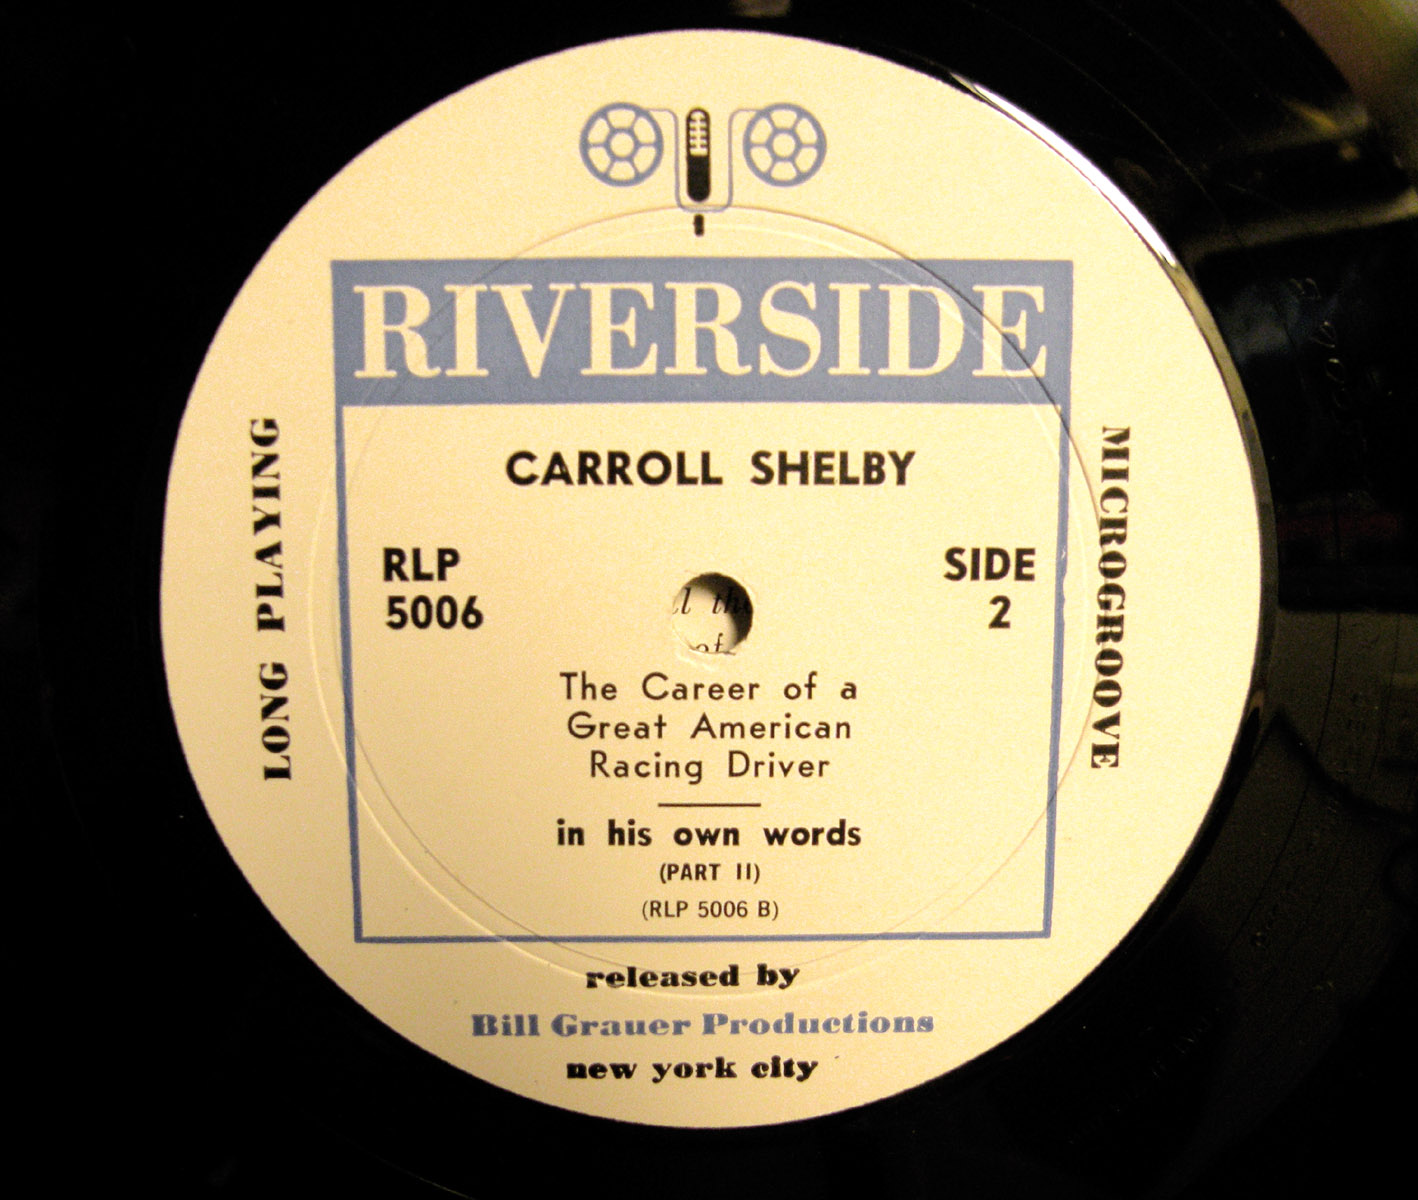 RIVERSIDE
CARROLL SHELBY
RLP
5006
SIDE
2
The Career of a
Great American
Racing Driver
in his own words
(PART II)
(RLP 5006 B)
LONG PLAYING
MICROGROOVE
released by
Bill Grauer Productions
new york city